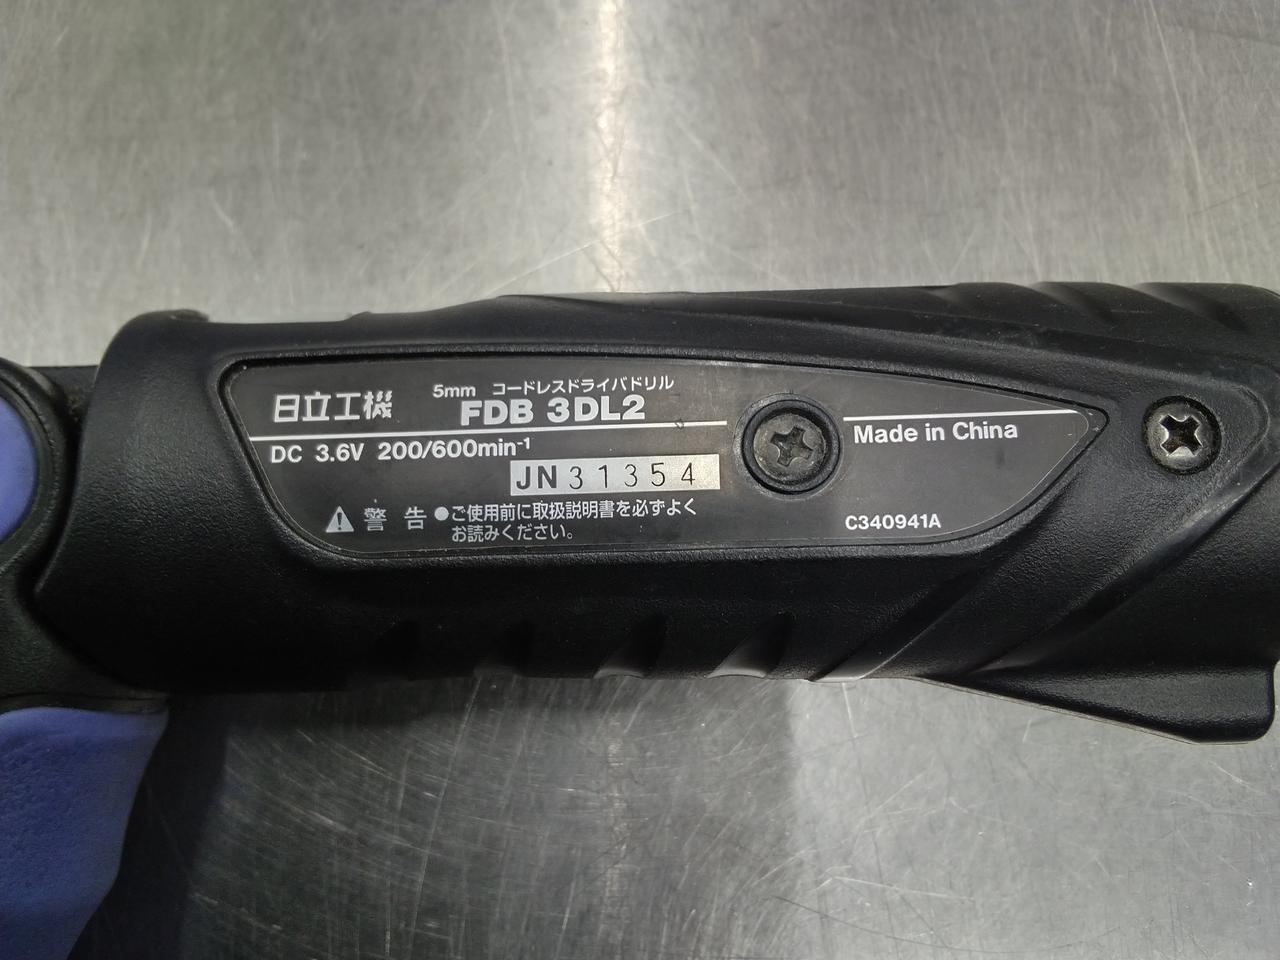 日立工機
5mm コードレスドライバドリル
FDB 3DL2
DC 3.6V 200/600min⁻¹
JN31354
⚠ 警告 ●ご使用前に取扱説明書を必ずよく
お読みください。
Made in China
C340941A